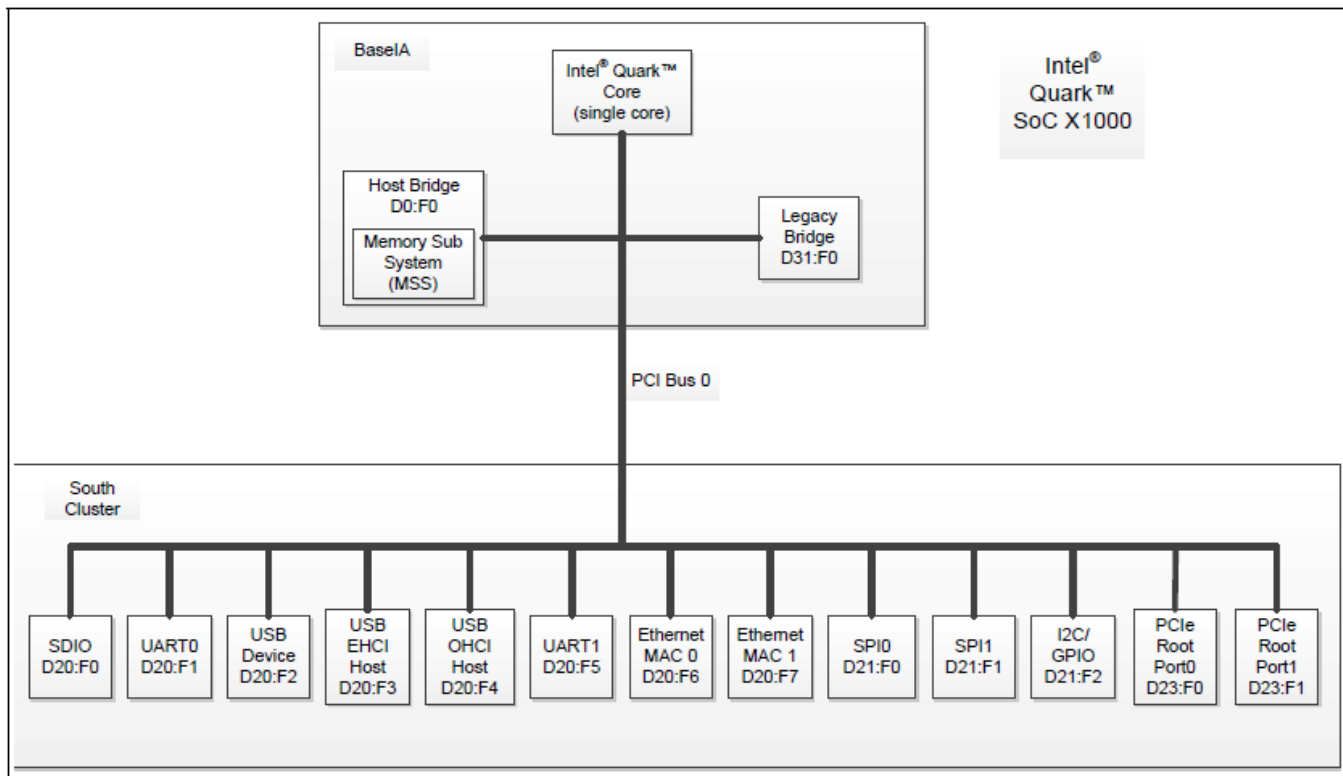 BaseIA
Intel® Quark™
Core
(single core)
Intel®
Quark™
SoC X1000
Host Bridge
D0:F0
Memory Sub
System
(MSS)
Legacy
Bridge
D31:F0
PCI Bus 0
South
Cluster
SDIO
D20:F0
UART0
D20:F1
USB
Device
D20:F2
USB
EHCI
Host
D20:F3
USB
OHCI
Host
D20:F4
UART1
D20:F5
Ethernet
MAC 0
D20:F6
Ethernet
MAC 1
D20:F7
SPI0
D21:F0
SPI1
D21:F1
I2C/
GPIO
D21:F2
PCIe
Root
Port0
D23:F0
PCIe
Root
Port1
D23:F1